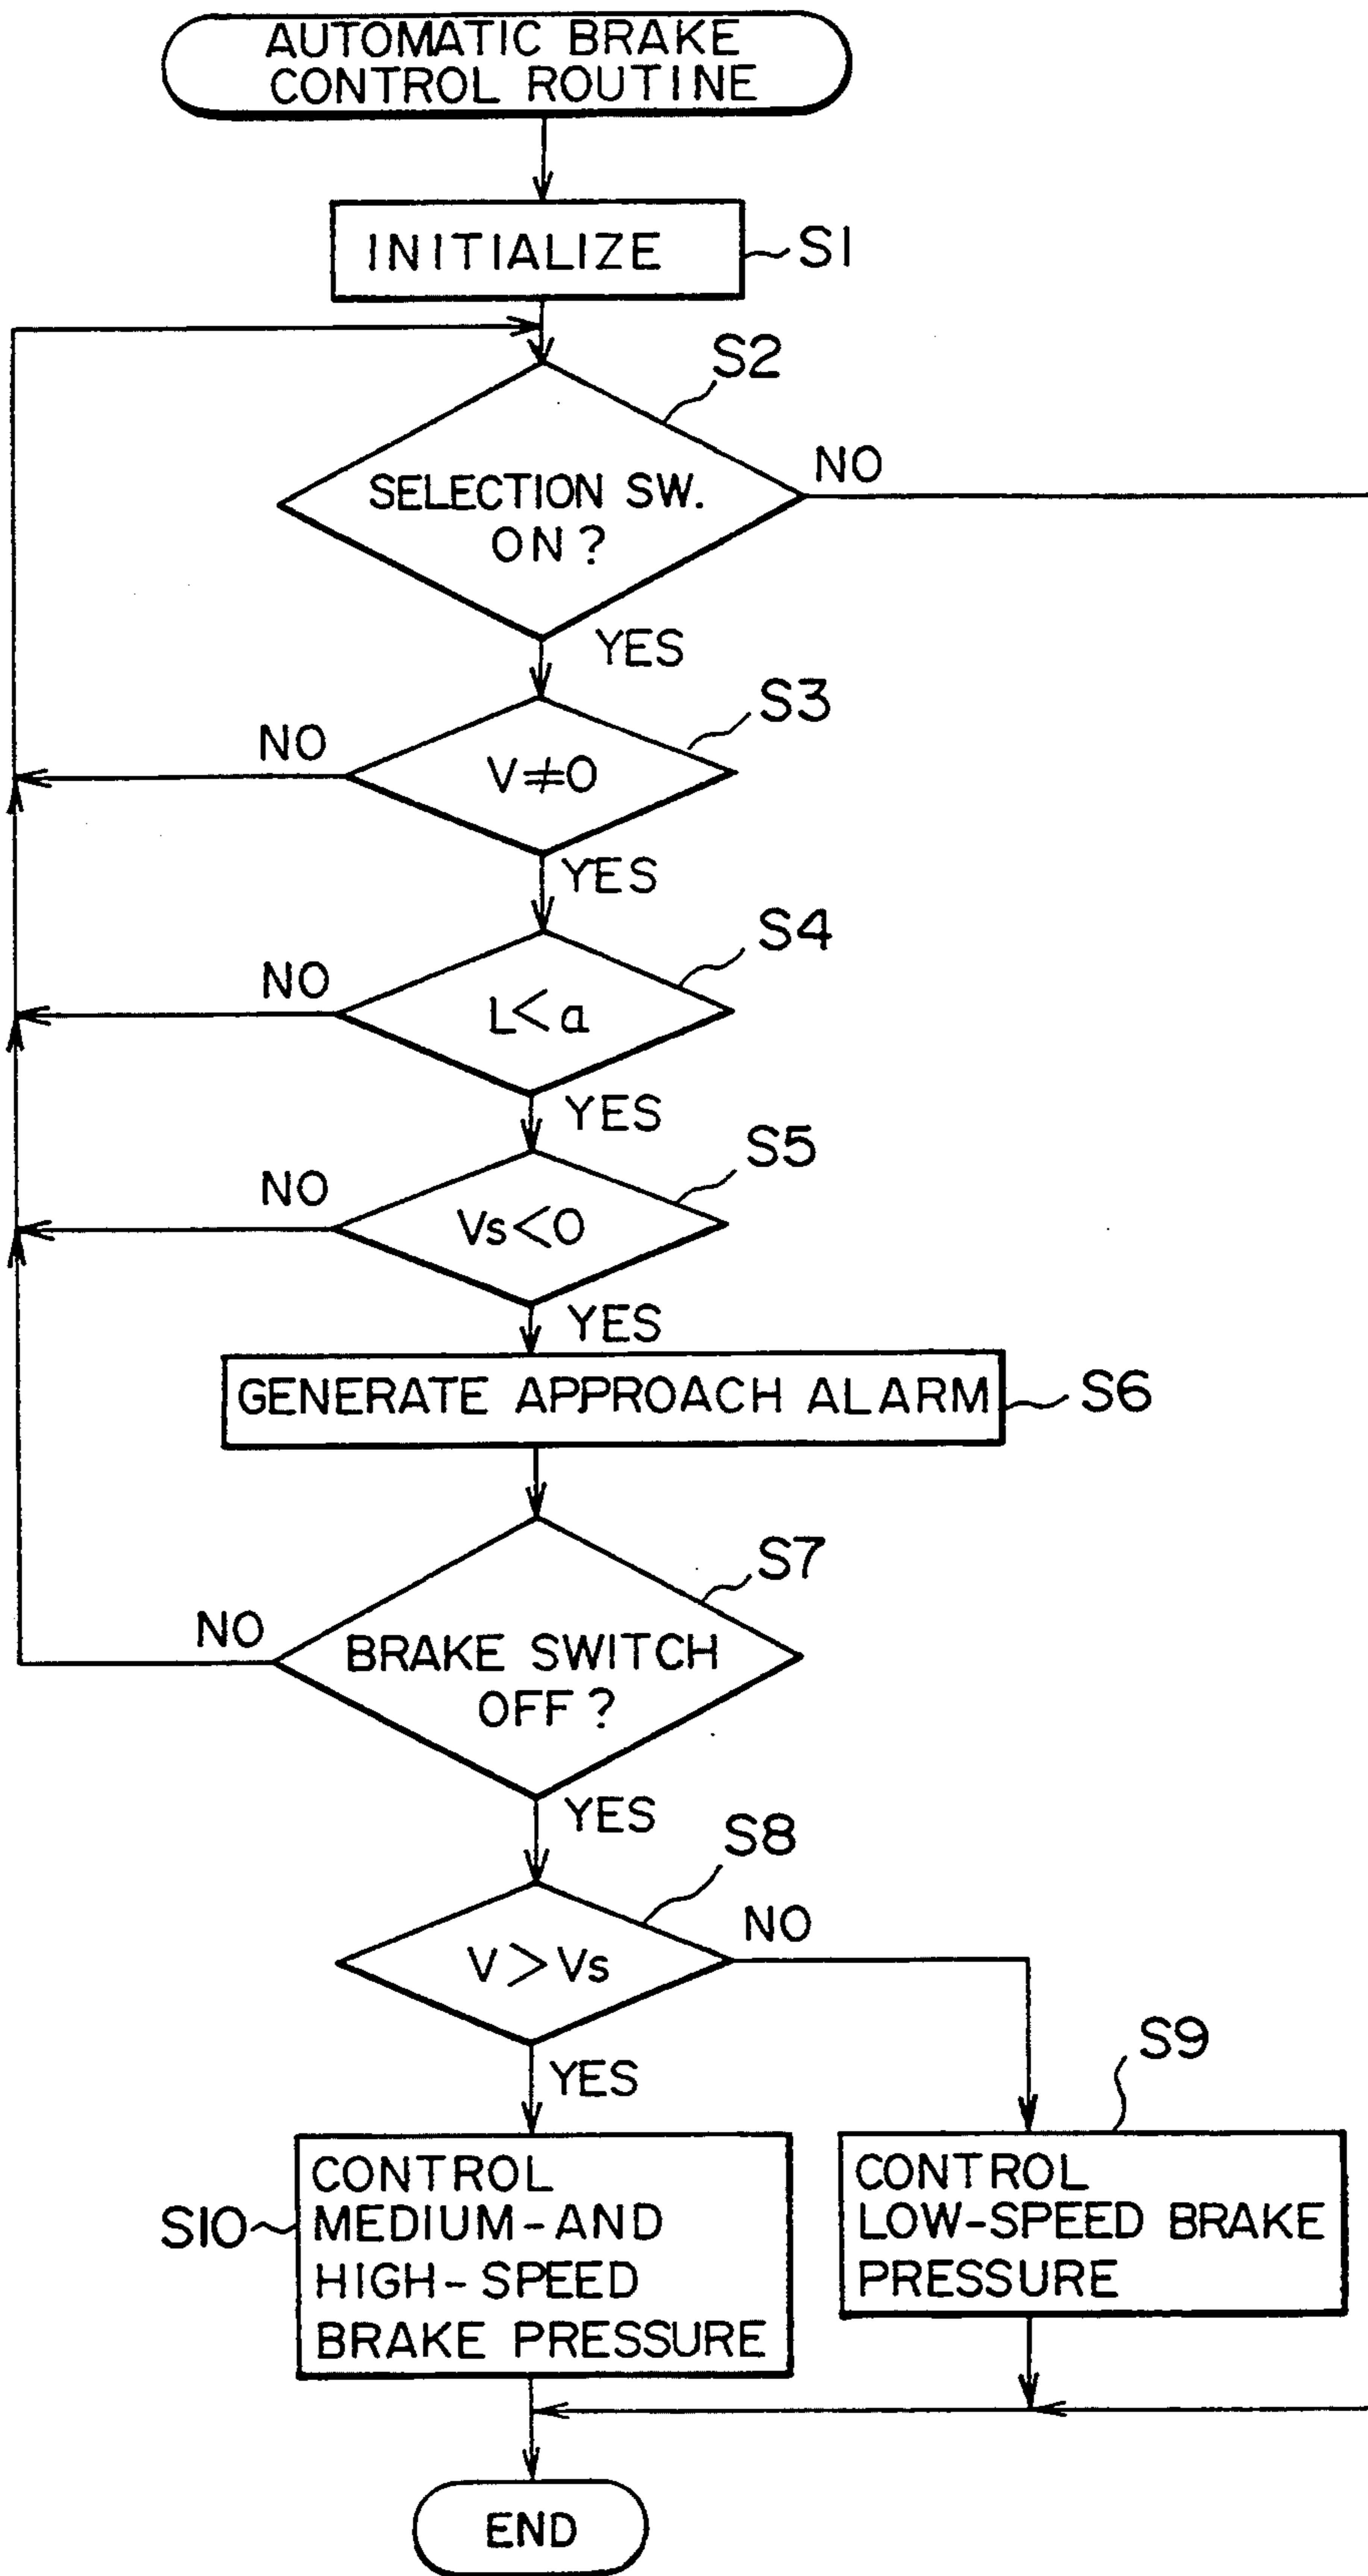 AUTOMATIC BRAKE
CONTROL ROUTINE
INITIALIZE
S1
S2
SELECTION SW.
ON?
NO
YES
S3
NO
V≠0
YES
S4
NO
L<a
YES
S5
NO
Vs<0
YES
GENERATE APPROACH ALARM
S6
S7
NO
BRAKE SWITCH
OFF?
YES
S8
V>Vs
NO
YES
S9
S10
CONTROL
MEDIUM-AND
HIGH-SPEED
BRAKE PRESSURE
CONTROL
LOW-SPEED BRAKE
PRESSURE
END